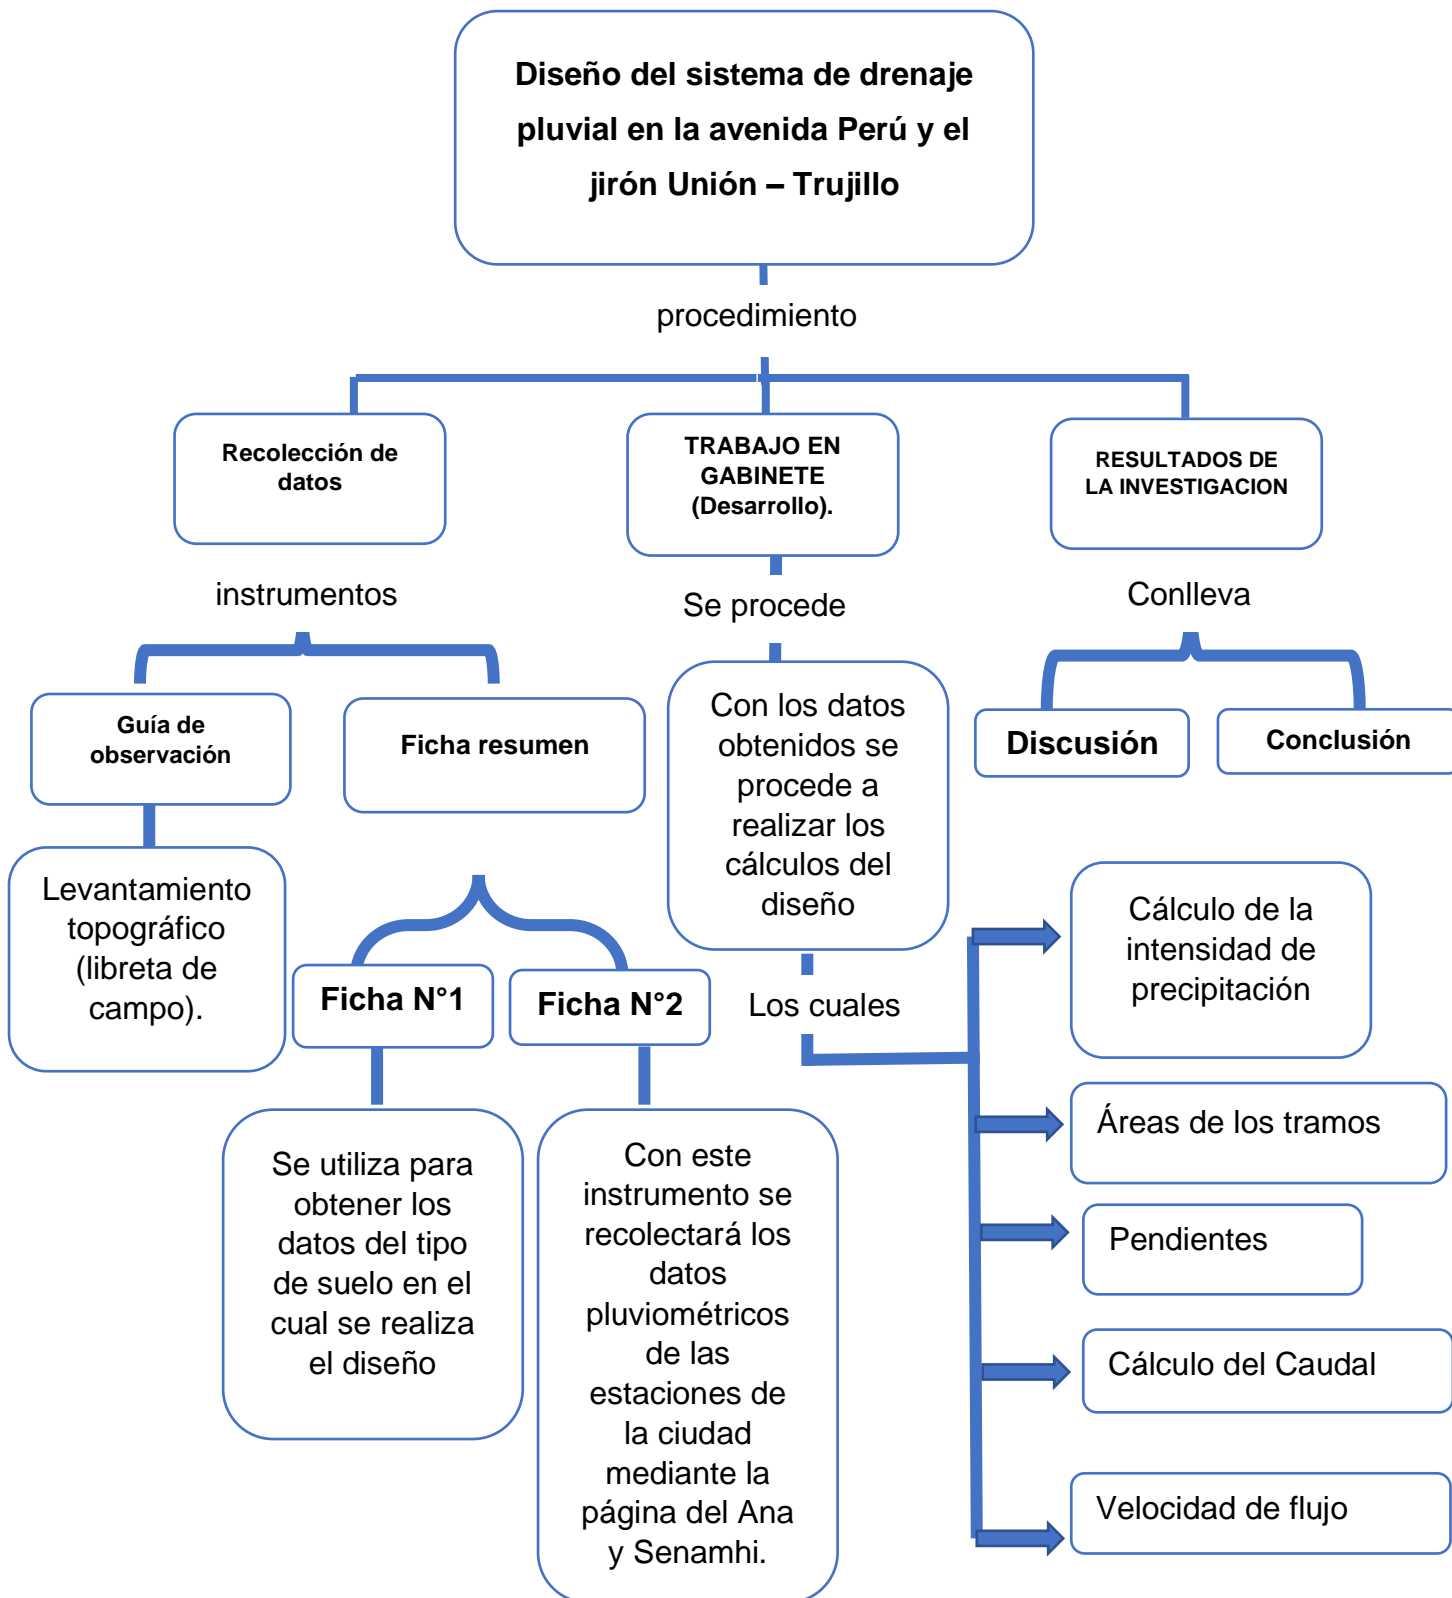 Diseño del sistema de drenaje
pluvial en la avenida Perú y el
jirón Unión – Trujillo
procedimiento
Recolección de
datos
TRABAJO EN
GABINETE
(Desarrollo).
RESULTADOS DE
LA INVESTIGACION
instrumentos
Se procede
Conlleva
Guía de
observación
Ficha resumen
Con los datos
obtenidos se
procede a
realizar los
cálculos del
diseño
Discusión
Conclusión
Levantamiento
topográfico
(libreta de
campo).
Ficha N°1
Ficha N°2
Los cuales
Cálculo de la
intensidad de
precipitación
Áreas de los tramos
Pendientes
Cálculo del Caudal
Velocidad de flujo
Se utiliza para
obtener los
datos del tipo
de suelo en el
cual se realiza
el diseño
Con este
instrumento se
recolectará los
datos
pluviométricos
de las
estaciones de
la ciudad
mediante la
página del Ana
y Senamhi.